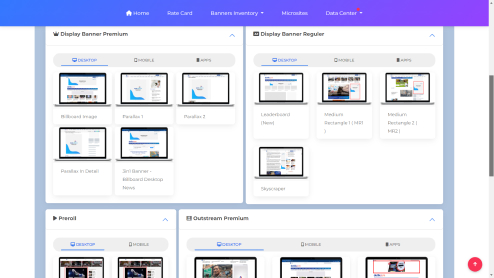 Home Rate Card Banners Inventory Microsites Data Center
Display Banner Premium
DESKTOP MOBILE APPS
Billboard Image
Parallax 1
Parallax 2
Parallax In Detail
3in1 Banner -
Billboard Desktop
News
Display Banner Reguler
DESKTOP MOBILE APPS
Leaderboard
(New)
Medium
Rectangle 1 ( MR1
)
Medium
Rectangle 2 (
MR2 )
Skyscraper
Preroll
DESKTOP MOBILE
Outstream Premium
DESKTOP MOBILE APPS